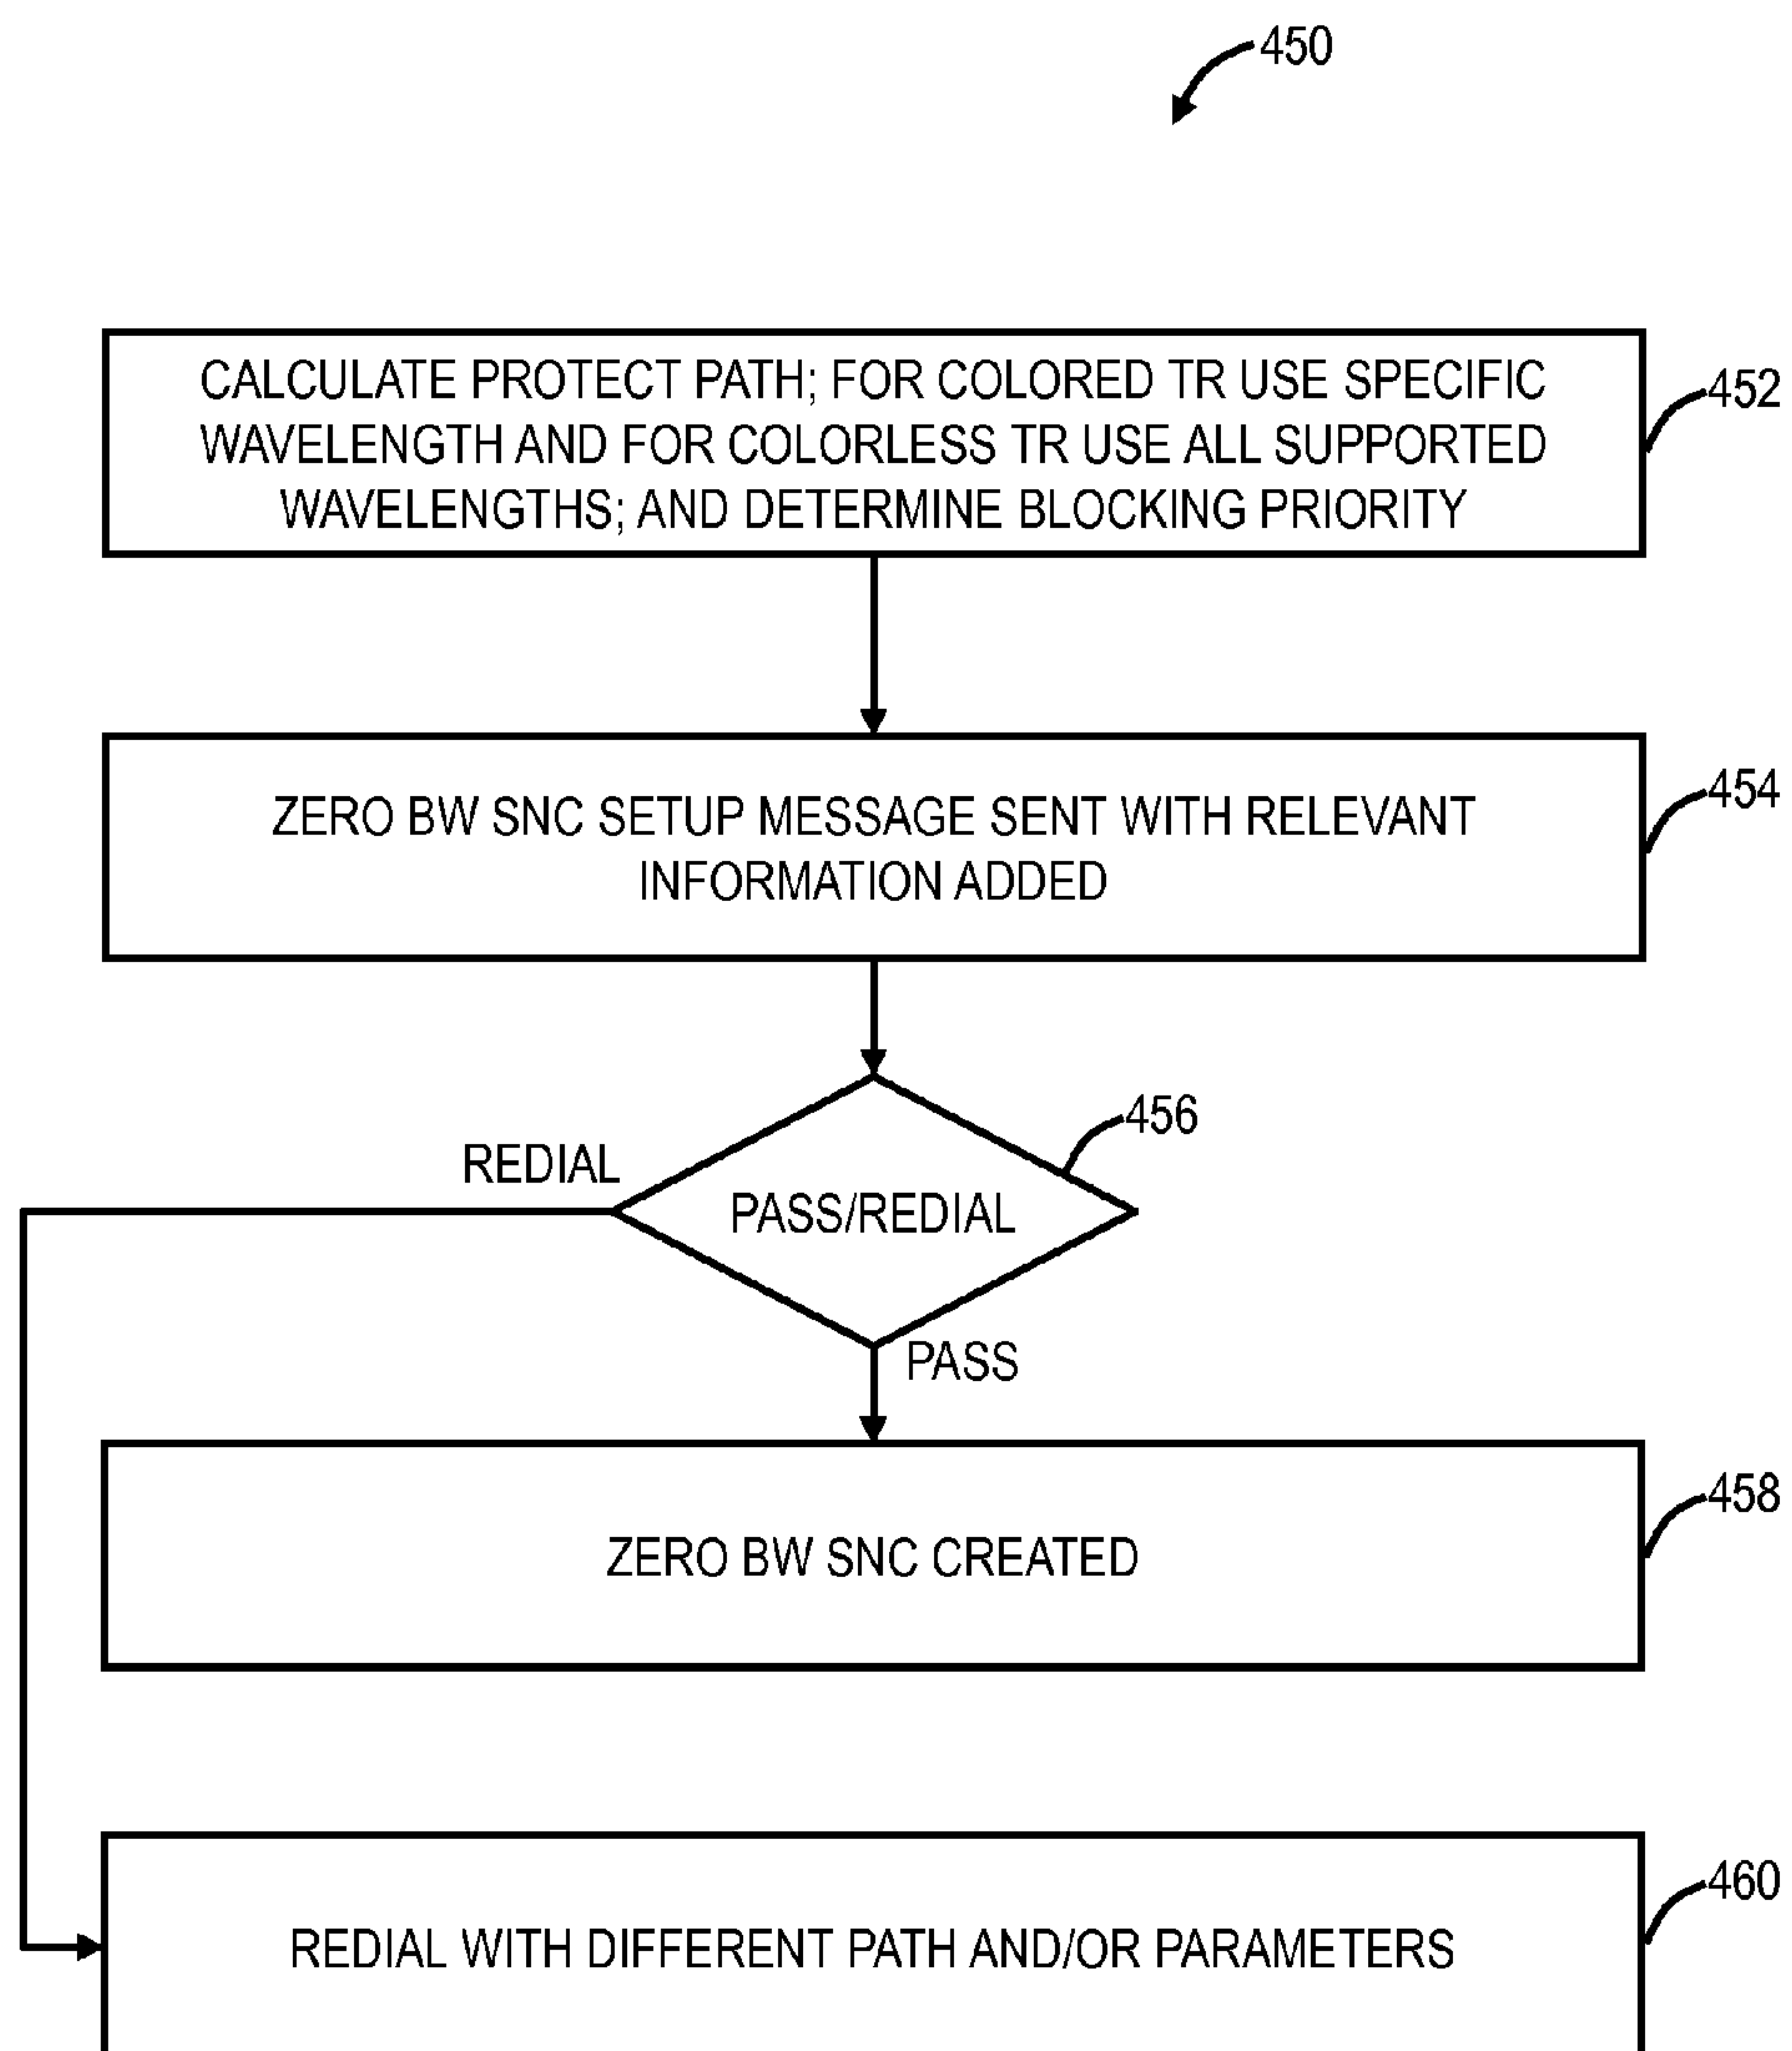 450
CALCULATE PROTECT PATH; FOR COLORED TR USE SPECIFIC
WAVELENGTH AND FOR COLORLESS TR USE ALL SUPPORTED
WAVELENGTHS; AND DETERMINE BLOCKING PRIORITY
452
ZERO BW SNC SETUP MESSAGE SENT WITH RELEVANT
INFORMATION ADDED
454
456
REDIAL
PASS/REDIAL
PASS
ZERO BW SNC CREATED
458
REDIAL WITH DIFFERENT PATH AND/OR PARAMETERS
460